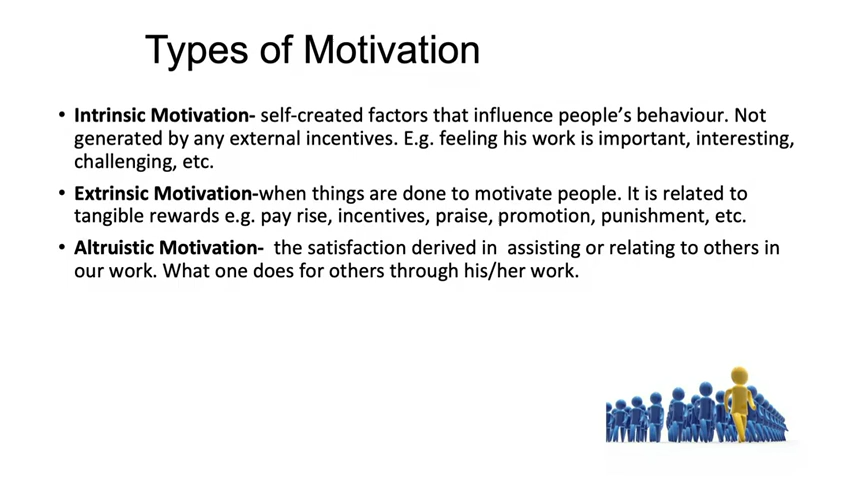 Types of Motivation
• Intrinsic Motivation- self-created factors that influence people's behaviour. Not
generated by any external incentives. E.g. feeling his work is important, interesting,
challenging, etc.
• Extrinsic Motivation-when things are done to motivate people. It is related to
tangible rewards e.g. pay rise, incentives, praise, promotion, punishment, etc.
• Altruistic Motivation-  the satisfaction derived in  assisting or relating to others in
our work. What one does for others through his/her work.